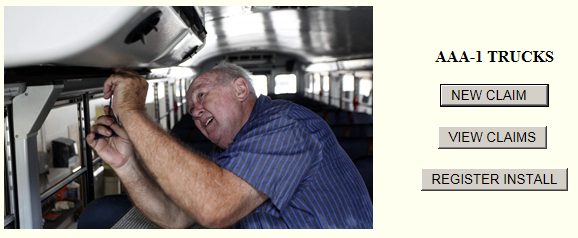 AAA-1 TRUCKS
NEW CLAIM
VIEW CLAIMS
REGISTER INSTALL